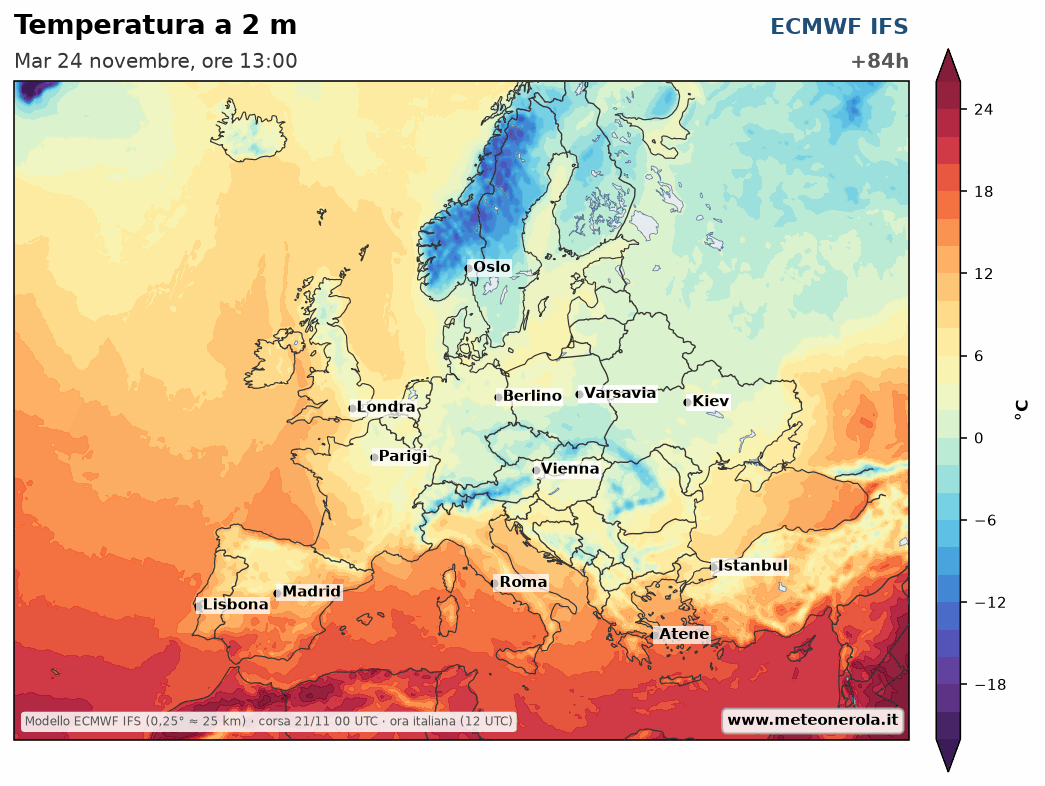 Temperatura a 2 m
ECMWF IFS
Mar 24 novembre, ore 13:00
+84h
Oslo
Londra
Berlino
Varsavia
Kiev
Parigi
Vienna
Roma
Istanbul
Madrid
Lisbona
Atene
Modello ECMWF IFS (0,25° ≈ 25 km) · corsa 21/11 00 UTC · ora italiana (12 UTC)
www.meteonerola.it
24
18
12
6
0
−6
−12
−18
°C